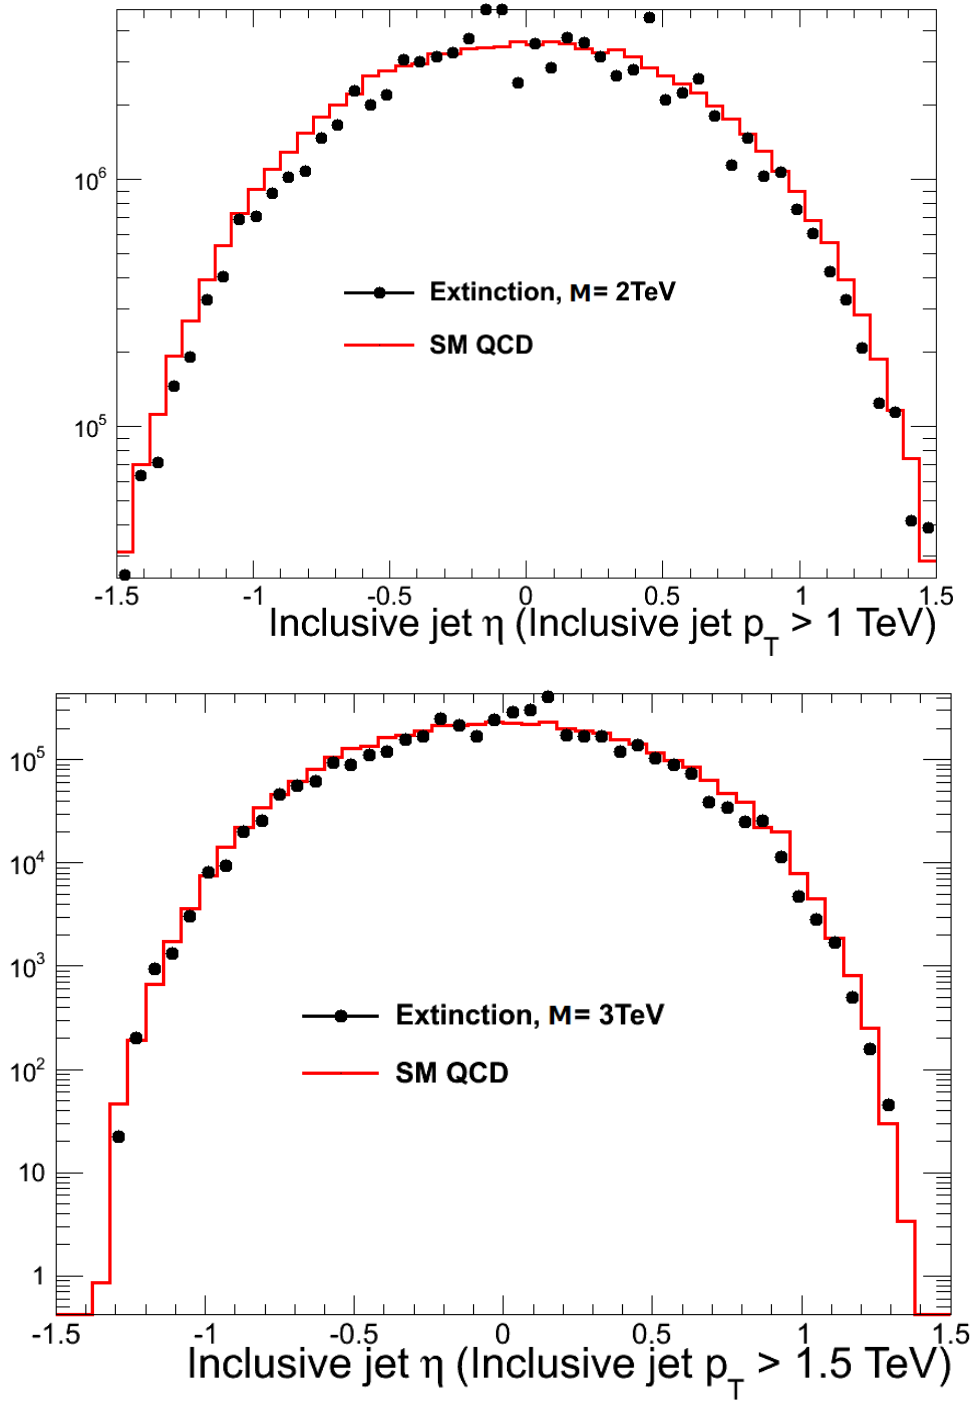 10^6
10^5
Extinction, M= 2TeV
SM QCD
-1.5 -1 -0.5 0 0.5 1 1.5
Inclusive jet η (Inclusive jet p_T > 1 TeV)
10^5
10^4
10^3
10^2
10
1
Extinction, M= 3TeV
SM QCD
-1.5 -1 -0.5 0 0.5 1 1.5
Inclusive jet η (Inclusive jet p_T > 1.5 TeV)